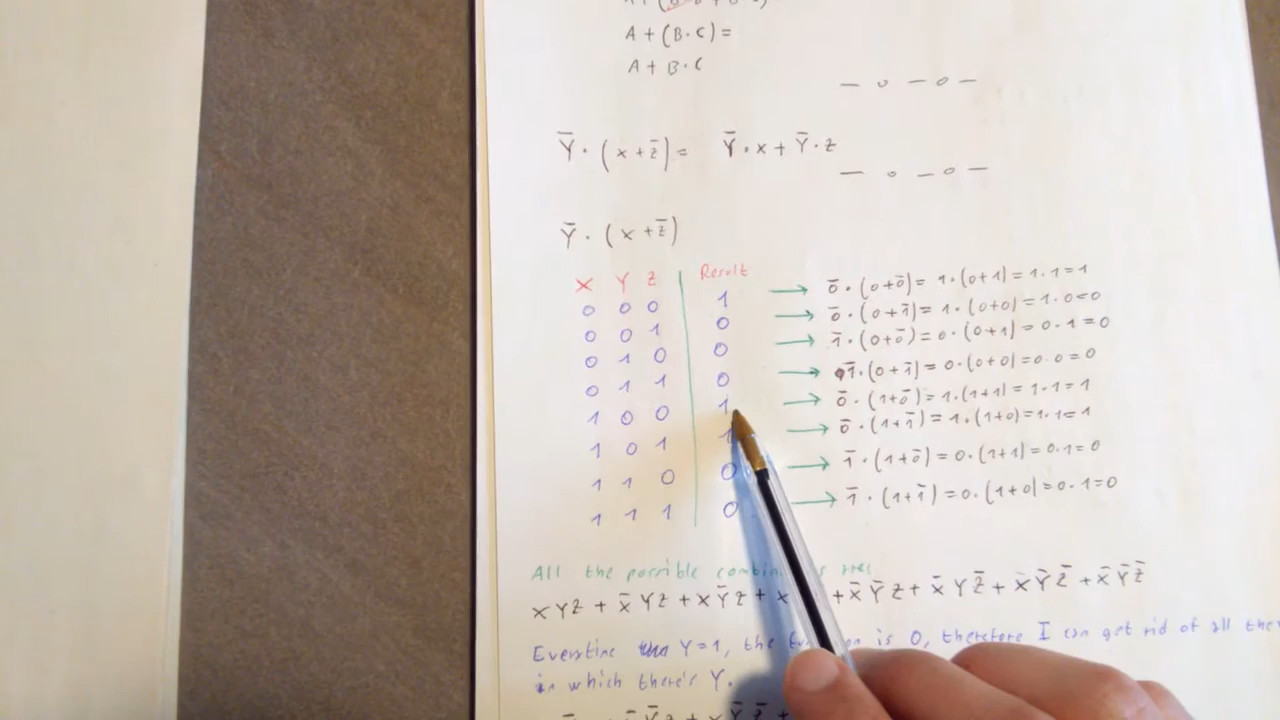 A + (B · C) =
A + B · C
Ȳ · (x + z̄) = Ȳ · x + Ȳ · z
Ȳ · (x + z̄)
X Y Z Result
0 0 0 1 → 0̄ · (0+0̄) = 1 · (0+1) = 1 · 1 = 1
0 0 1 0 → 0̄ · (0+1̄) = 1 · (0+0) = 1 · 0 = 0
0 1 0 0 → 1̄ · (0+0̄) = 0 · (0+1) = 0 · 1 = 0
0 1 1 0 → 1̄ · (0+1̄) = 0 · (0+0) = 0 · 0 = 0
1 0 0 1 → 0̄ · (1+0̄) = 1 · (1+1) = 1 · 1 = 1
1 0 1 1 → 0̄ · (1+1̄) = 1 · (1+0) = 1 · 1 = 1
1 1 0 0 → 1̄ · (1+0̄) = 0 · (1+1) = 0 · 1 = 0
1 1 1 0 → 1̄ · (1+1̄) = 0 · (1+0) = 0 · 1 = 0
All the possible
X Y Z + X̄ Y Z + X Ȳ Z + X + X̄ Ȳ Z + X̄ Y Z̄ + X Ȳ Z̄ + X̄ Ȳ Z̄
Everytime Y=1, the is 0, therefore I can get rid of all
in which there's Y.